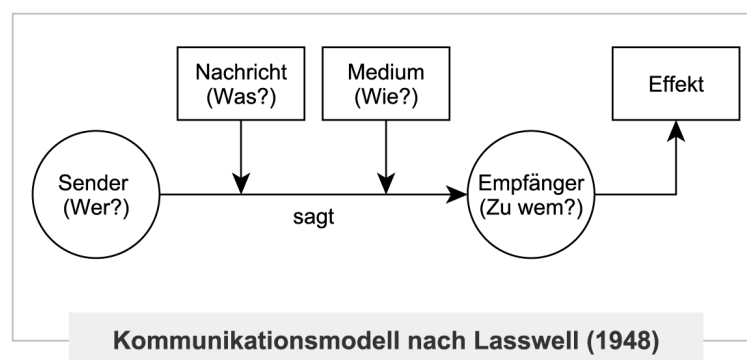 Nachricht
(Was?)
Medium
(Wie?)
Effekt
Sender
(Wer?)
sagt
Empfänger
(Zu wem?)
Kommunikationsmodell nach Lasswell (1948)